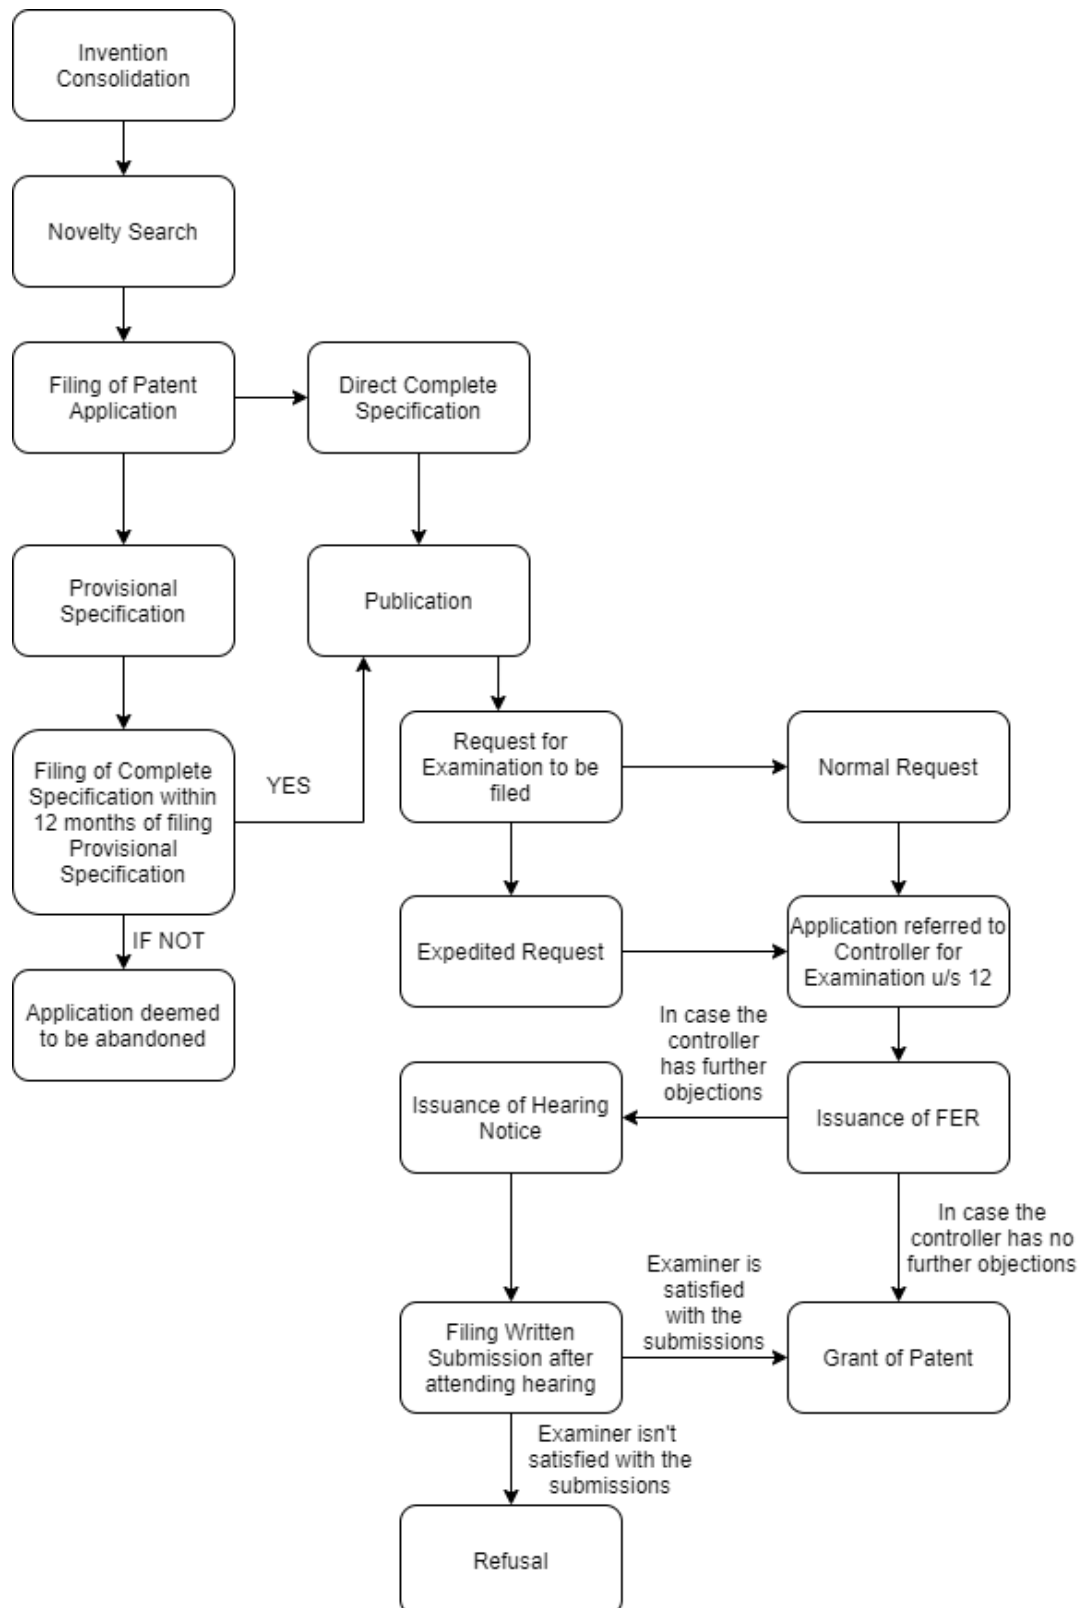 Invention
Consolidation
Novelty Search
Filing of Patent
Application
Direct Complete
Specification
Provisional
Specification
Publication
Filing of Complete
Specification within
12 months of filing
Provisional
Specification
YES
IF NOT
Application deemed
to be abandoned
Request for
Examination to be
filed
Normal Request
Expedited Request
Application referred to
Controller for
Examination u/s 12
In case the
controller
has further
objections
Issuance of Hearing
Notice
Issuance of FER
In case the
controller has no
further objections
Examiner is
satisfied
with the
submissions
Filing Written
Submission after
attending hearing
Grant of Patent
Examiner isn't
satisfied with the
submissions
Refusal